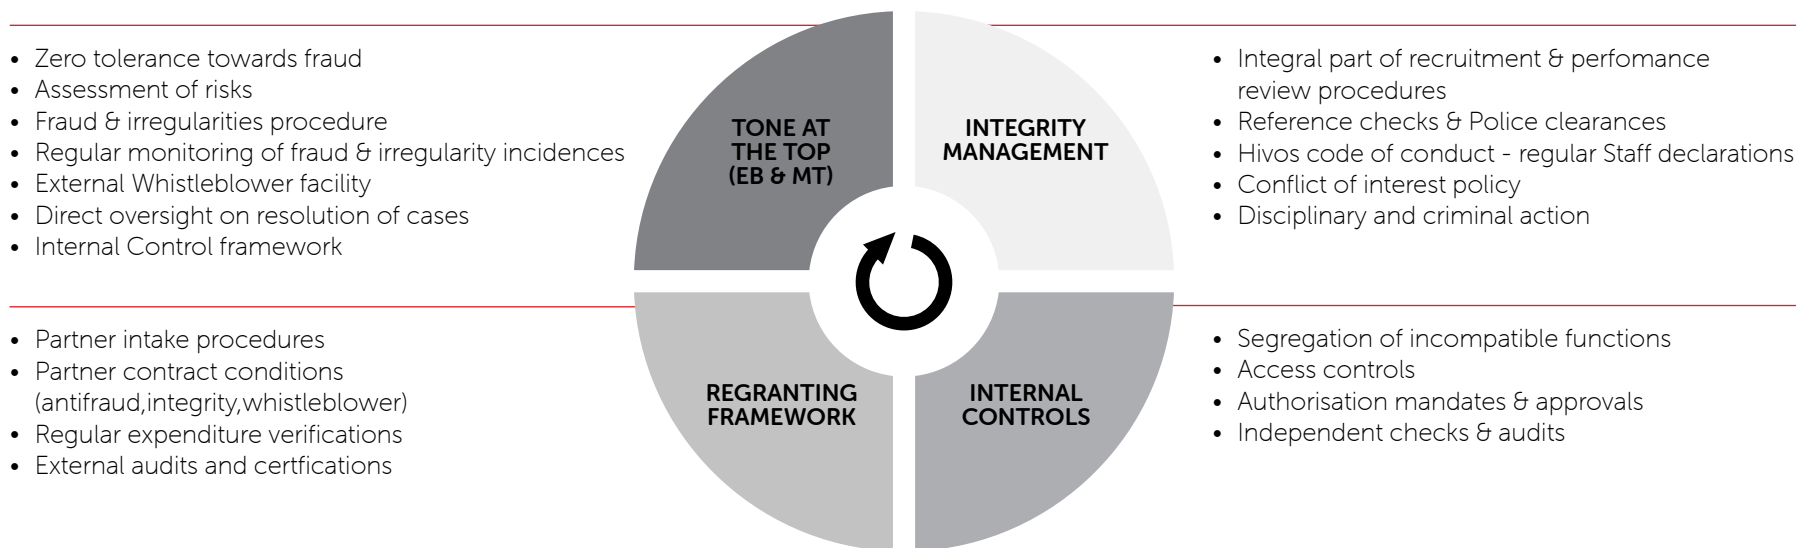 • Zero tolerance towards fraud
• Assessment of risks
• Fraud & irregularities procedure
• Regular monitoring of fraud & irregularity incidences
• External Whistleblower facility
• Direct oversight on resolution of cases
• Internal Control framework
TONE AT
THE TOP
(EB & MT)
INTEGRITY
MANAGEMENT
• Integral part of recruitment & perfomance
review procedures
• Reference checks & Police clearances
• Hivos code of conduct - regular Staff declarations
• Conflict of interest policy
• Disciplinary and criminal action
• Partner intake procedures
• Partner contract conditions
(antifraud,integrity,whistleblower)
• Regular expenditure verifications
• External audits and certfications
REGRANTING
FRAMEWORK
INTERNAL
CONTROLS
• Segregation of incompatible functions
• Access controls
• Authorisation mandates & approvals
• Independent checks & audits